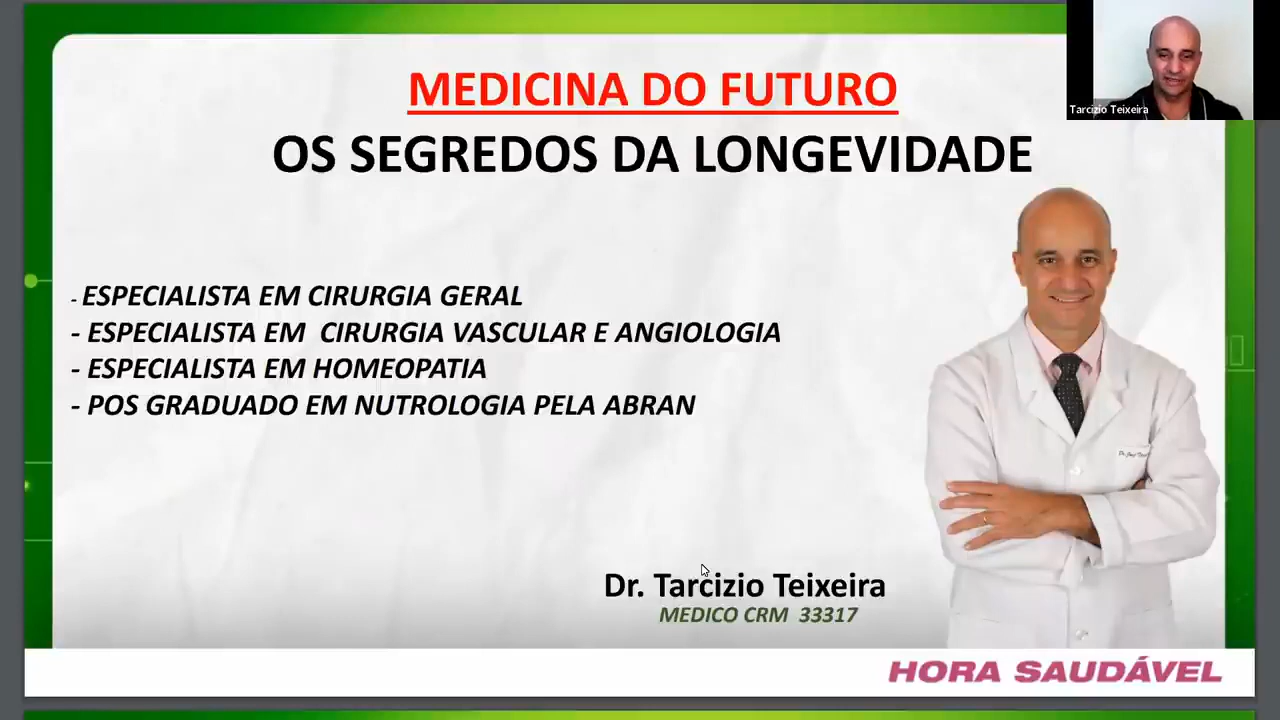 MEDICINA DO FUTURO
OS SEGREDOS DA LONGEVIDADE
Tarcizio Teixeira
- ESPECIALISTA EM CIRURGIA GERAL
- ESPECIALISTA EM CIRURGIA VASCULAR E ANGIOLOGIA
- ESPECIALISTA EM HOMEOPATIA
- POS GRADUADO EM NUTROLOGIA PELA ABRAN
Dr. Tarcizio Teixeira
MEDICO CRM 33317
HORA SAUDÁVEL